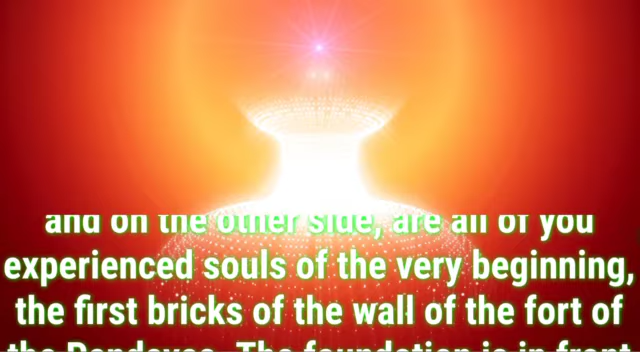 and on the other side, are all of you
experienced souls of the very beginning,
the first bricks of the wall of the fort of
the Pandavas. The foundation is in front